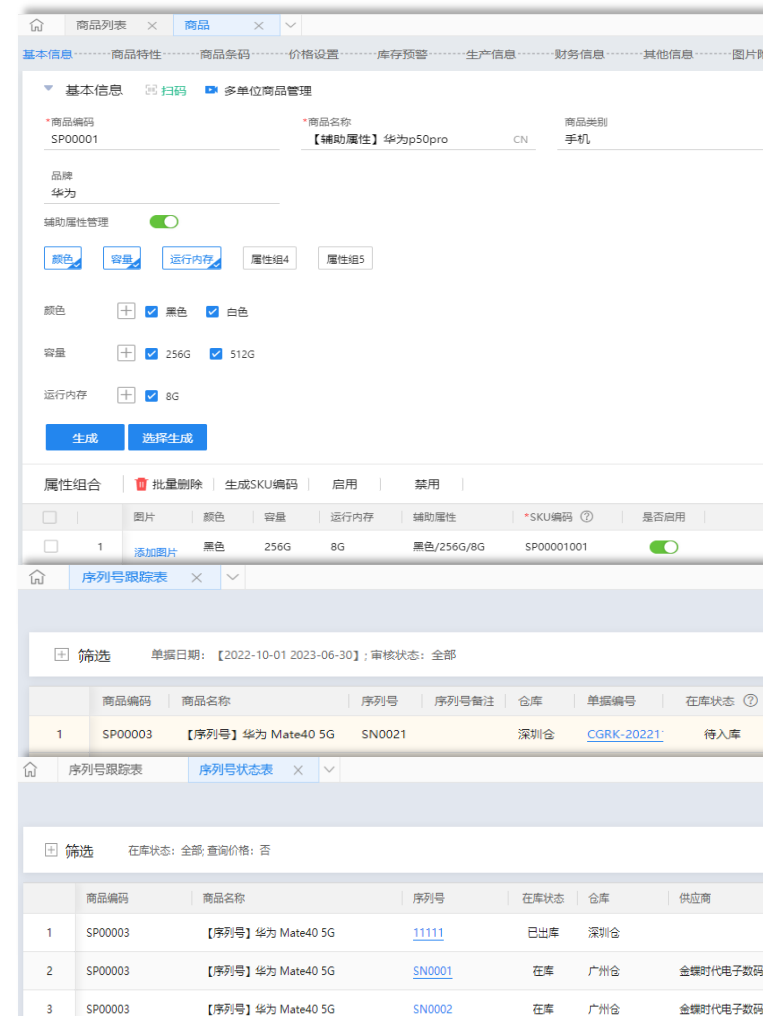 商品列表 × 商品 ×
基本信息 商品特性 商品条码 价格设置 库存预警 生产信息 财务信息 其他信息 图片附
基本信息 扫码 多单位商品管理
*商品编码 *商品名称 商品类别
SP00001 【辅助属性】华为p50pro CN 手机
品牌
华为
辅助属性管理
颜色 容量 运行内存 属性组4 属性组5
颜色 黑色 白色
容量 256G 512G
运行内存 8G
生成 选择生成
属性组合 批量删除 生成SKU编码 启用 禁用
图片 颜色 容量 运行内存 辅助属性 *SKU编码 是否启用
1 添加图片 黑色 256G 8G 黑色/256G/8G SP00001001
序列号跟踪表 ×
筛选 单据日期：【2022-10-01 2023-06-30】; 审核状态：全部
商品编码 商品名称 序列号 序列号备注 仓库 单据编号 在库状态
1 SP00003 【序列号】华为 Mate40 5G SN0021 深圳仓 CGRK-20221 待入库
序列号跟踪表 序列号状态表 ×
筛选 在库状态：全部; 查询价格：否
商品编码 商品名称 序列号 在库状态 仓库 供应商
1 SP00003 【序列号】华为 Mate40 5G 11111 已出库 深圳仓
2 SP00003 【序列号】华为 Mate40 5G SN0001 在库 广州仓 金蝶时代电子数码
3 SP00003 【序列号】华为 Mate40 5G SN0002 在库 广州仓 金蝶时代电子数码